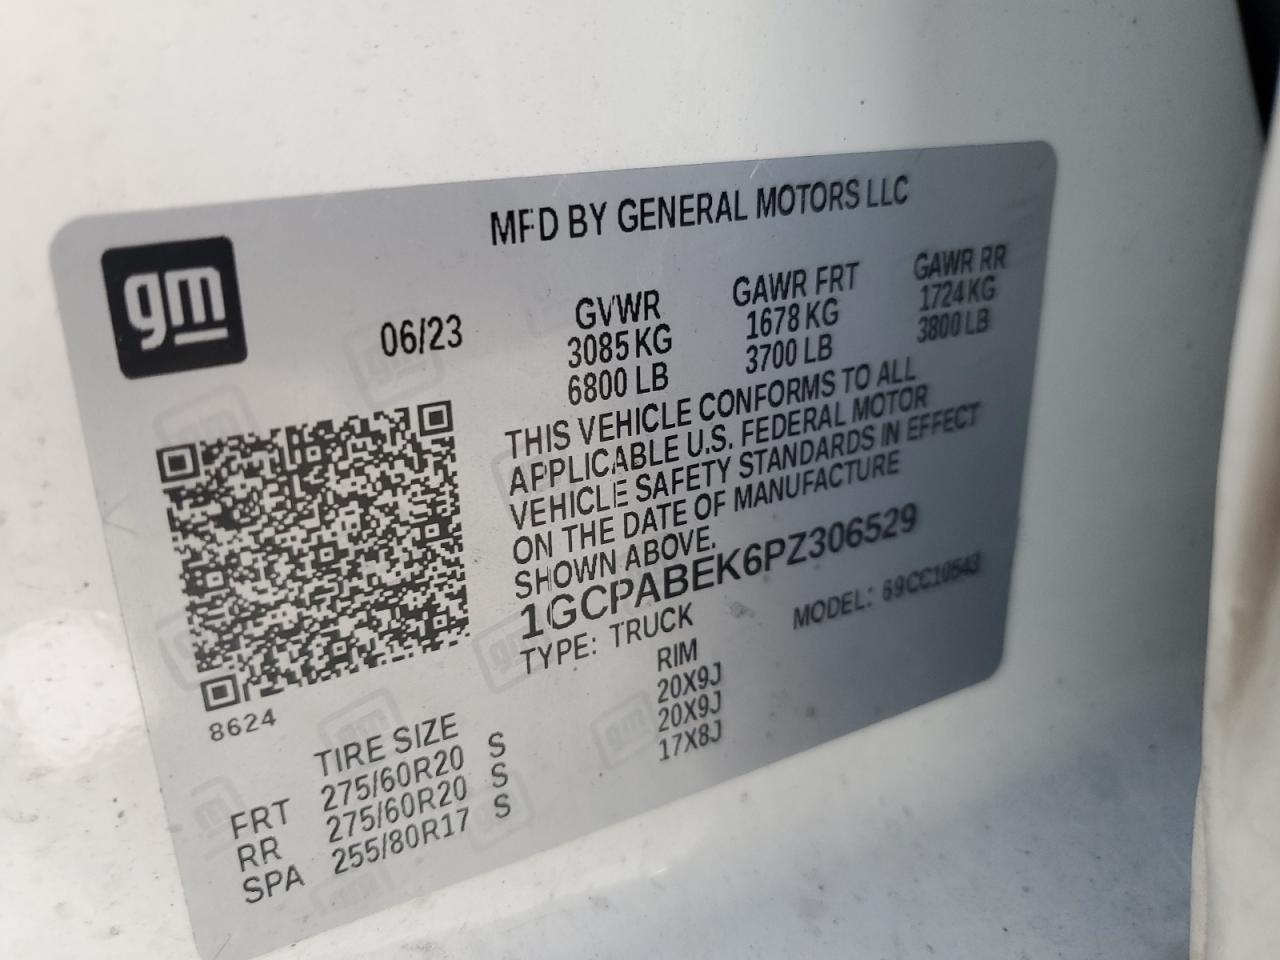 MFD BY GENERAL MOTORS LLC
gm
06/23
GVWR GAWR FRT GAWR RR
3085 KG 1678 KG 1724 KG
6800 LB 3700 LB 3800 LB
THIS VEHICLE CONFORMS TO ALL
APPLICABLE U.S. FEDERAL MOTOR
VEHICLE SAFETY STANDARDS IN EFFECT
ON THE DATE OF MANUFACTURE
SHOWN ABOVE.
1GCPABEK6PZ306529
TYPE: TRUCK MODEL: 69CC10543
8624
TIRE SIZE RIM
FRT 275/60R20 S 20X9J
RR 275/60R20 S 20X9J
SPA 255/80R17 S 17X8J